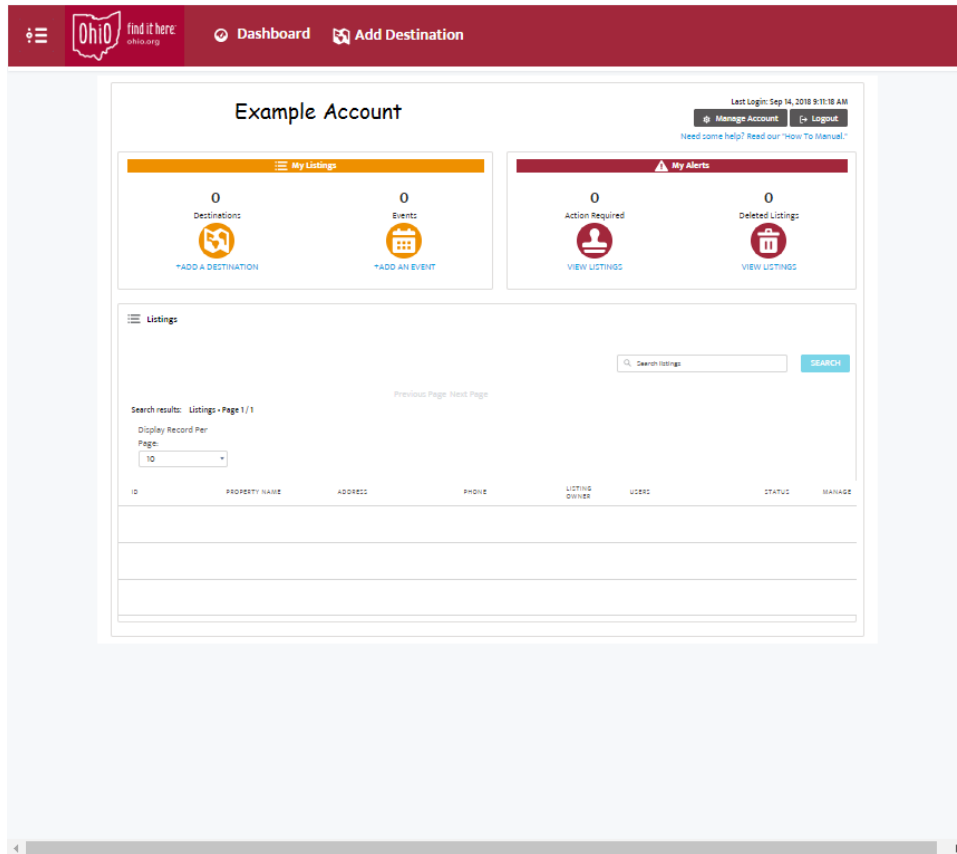 Ohio find it here:
ohio.org
Dashboard Add Destination
Example Account
Last Login: Sep 14, 2018 9:11:18 AM
Manage Account Logout
Need some help? Read our "How To Manual."
My Listings
My Alerts
0 0 0 0
Destinations Events Action Required Deleted Listings
+ADD A DESTINATION +ADD AN EVENT VIEW LISTINGS VIEW LISTINGS
Listings
Search listings SEARCH
Previous Page Next Page
Search results: Listings • Page 1 / 1
Display Record Per
Page:
10
ID PROPERTY NAME ADDRESS PHONE LISTING OWNER USERS STATUS MANAGE